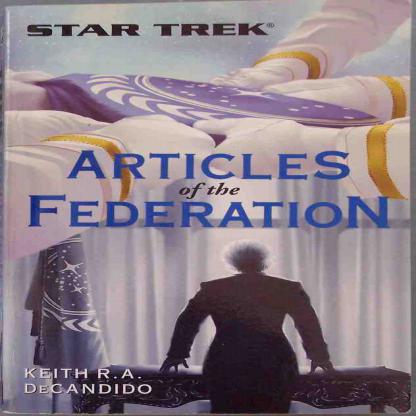 STAR TREK®
ARTICLES
of the
FEDERATION
KEITH R.A.
DECANDIDO